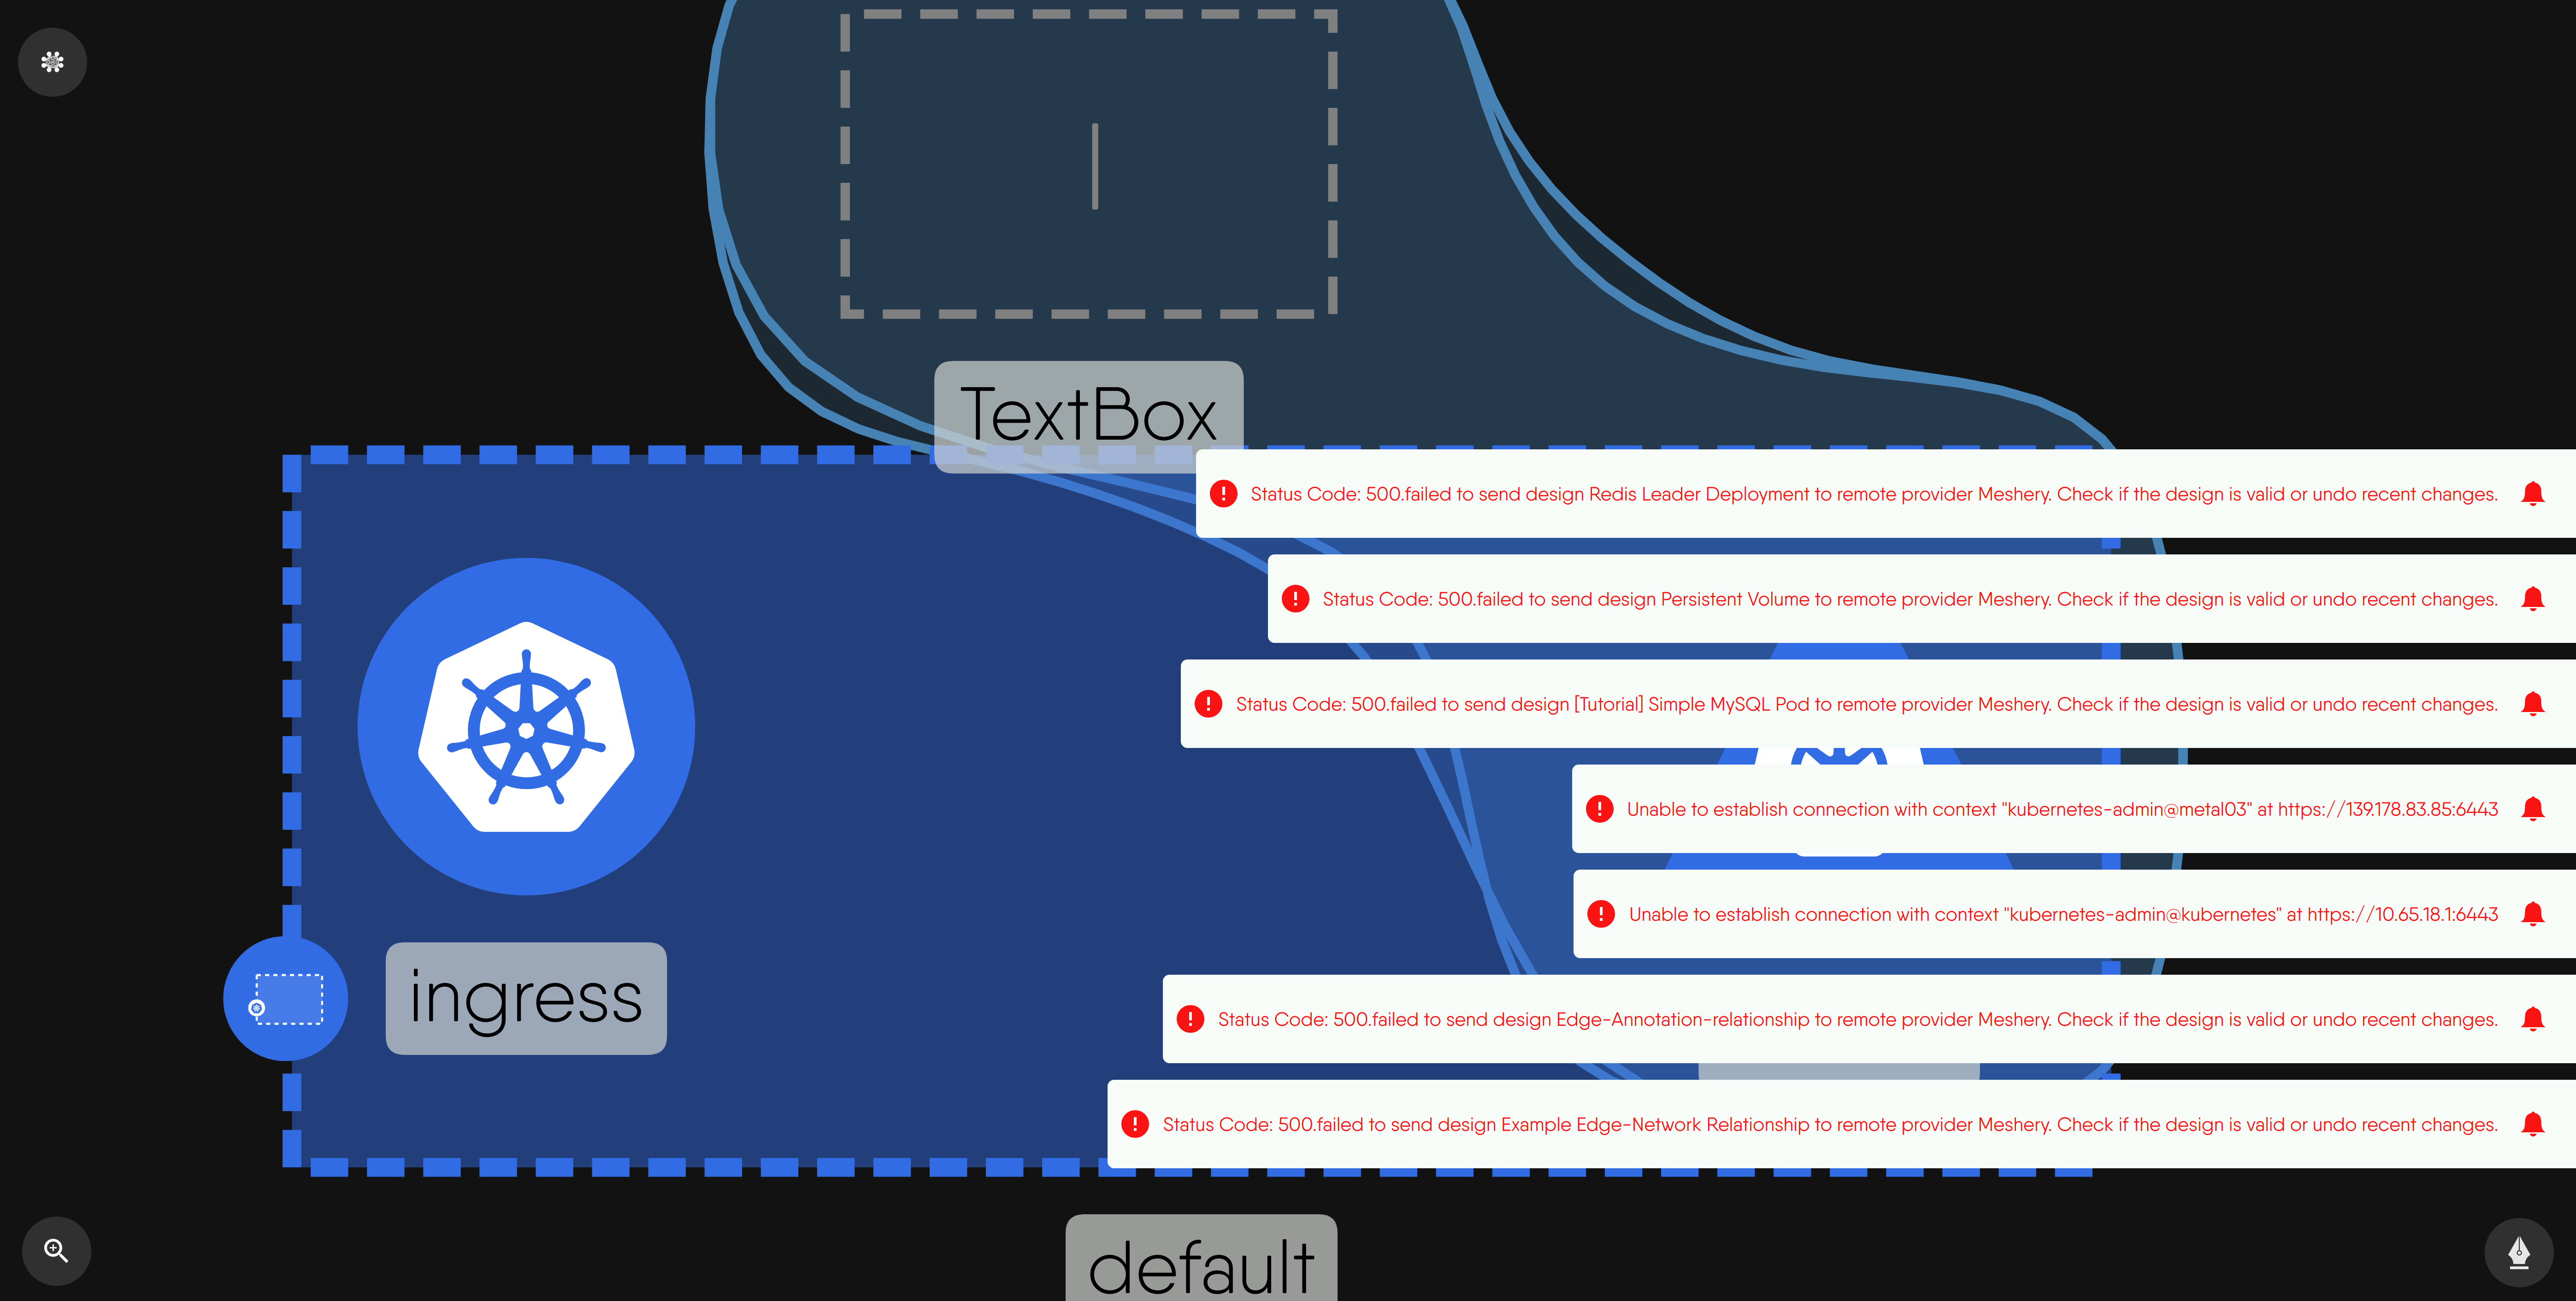 TextBox
Status Code: 500.failed to send design Redis Leader Deployment to remote provider Meshery. Check if the design is valid or undo recent changes.
Status Code: 500.failed to send design Persistent Volume to remote provider Meshery. Check if the design is valid or undo recent changes.
Status Code: 500.failed to send design [Tutorial] Simple MySQL Pod to remote provider Meshery. Check if the design is valid or undo recent changes.
Unable to establish connection with context "kubernetes-admin@metal03" at https://139.178.83.85:6443
Unable to establish connection with context "kubernetes-admin@kubernetes" at https://10.65.18.1:6443
ingress
Status Code: 500.failed to send design Edge-Annotation-relationship to remote provider Meshery. Check if the design is valid or undo recent changes.
Status Code: 500.failed to send design Example Edge-Network Relationship to remote provider Meshery. Check if the design is valid or undo recent changes.
default